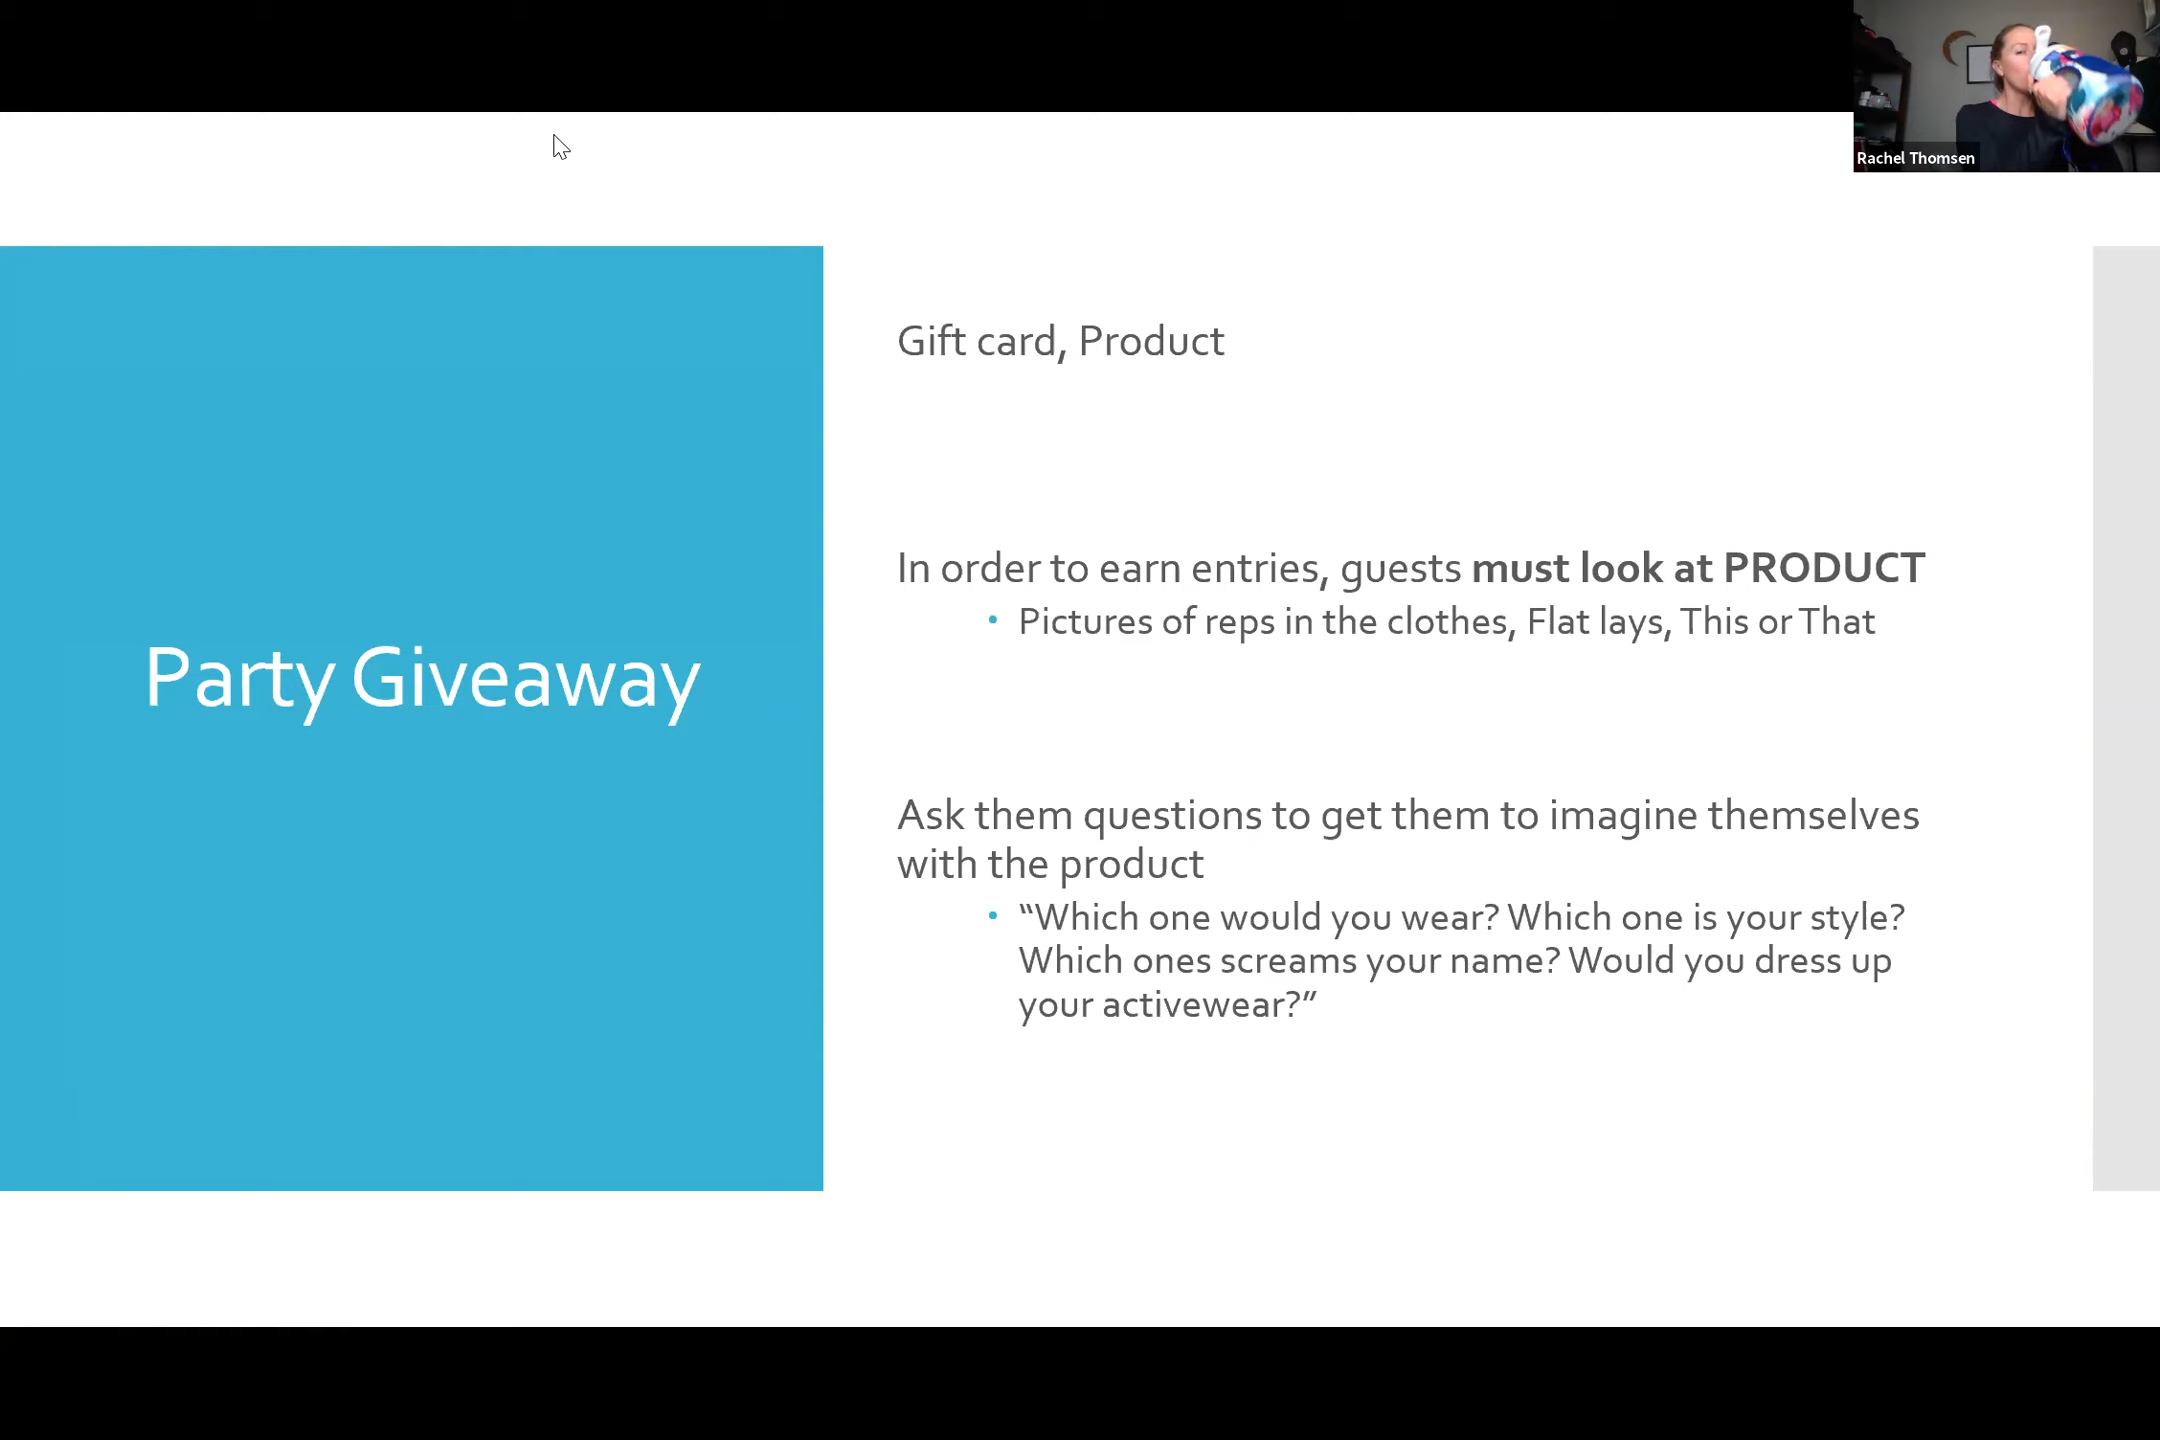 Rachel Thomsen
Party Giveaway
Gift card, Product
In order to earn entries, guests must look at PRODUCT
• Pictures of reps in the clothes, Flat lays, This or That
Ask them questions to get them to imagine themselves
with the product
• “Which one would you wear? Which one is your style?
Which ones screams your name? Would you dress up
your activewear?”